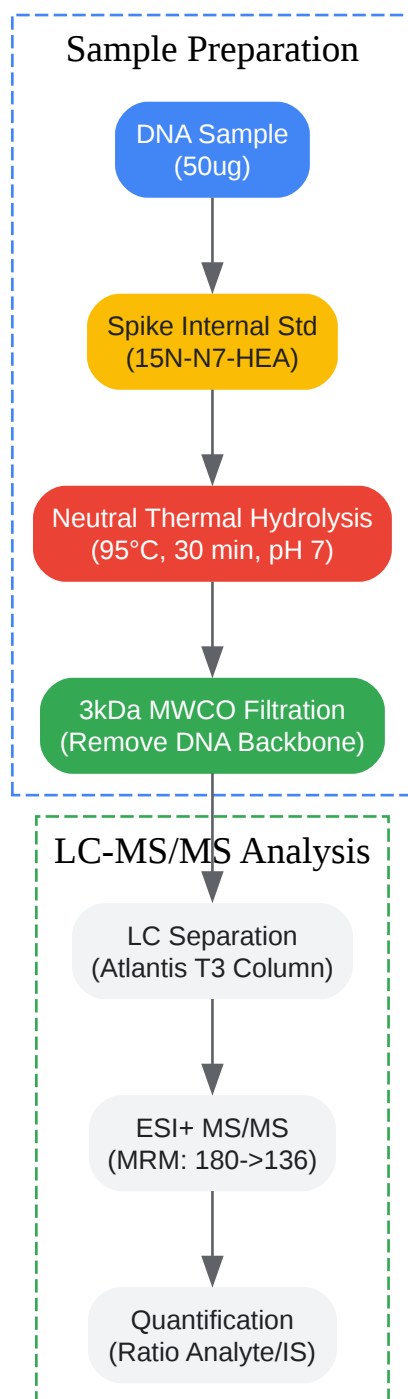 Sample Preparation
DNA Sample
(50ug)
Spike Internal Std
(15N-N7-HEA)
Neutral Thermal Hydrolysis
(95°C, 30 min, pH 7)
3kDa MWCO Filtration
(Remove DNA Backbone)
LC-MS/MS Analysis
LC Separation
(Atlantis T3 Column)
ESI+ MS/MS
(MRM: 180->136)
Quantification
(Ratio Analyte/IS)